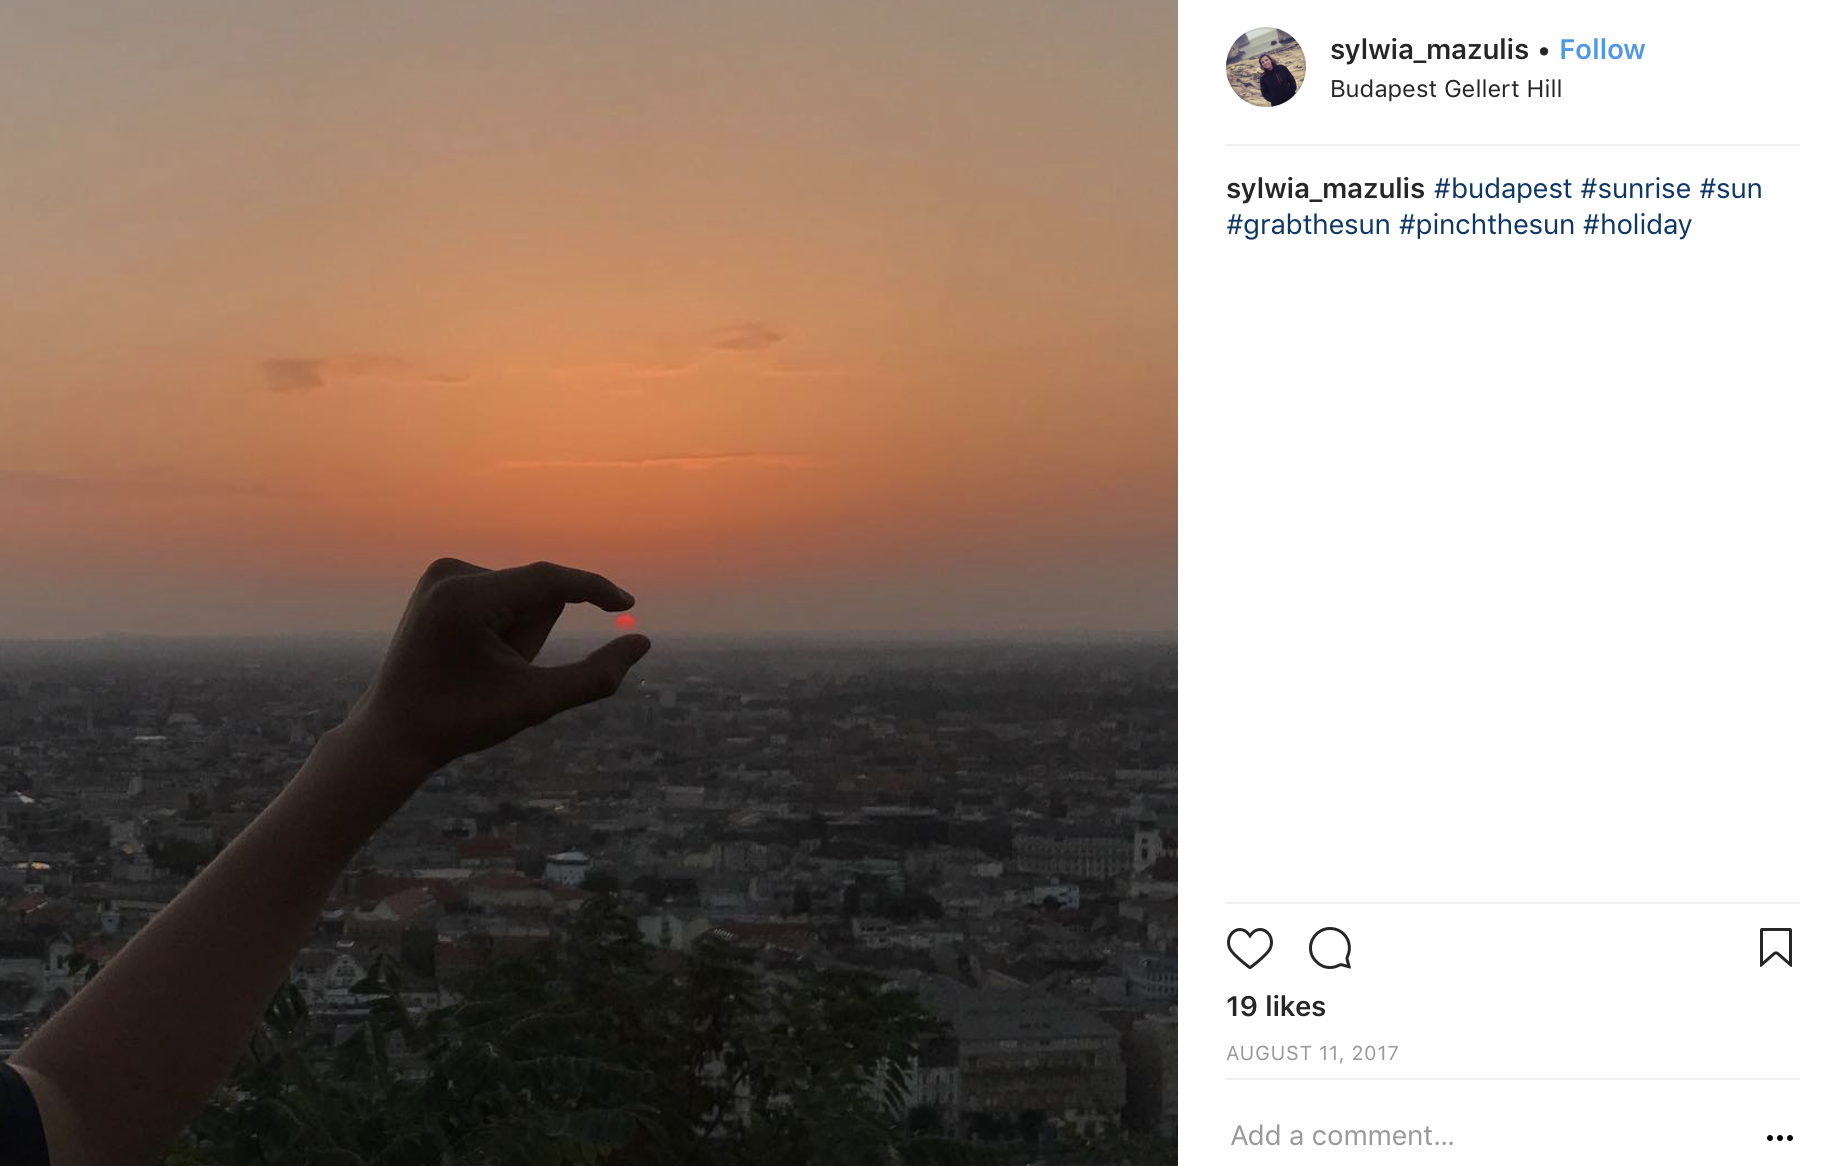 sylwia_mazulis • Follow
Budapest Gellert Hill
sylwia_mazulis #budapest #sunrise #sun
#grabthesun #pinchthesun #holiday
19 likes
AUGUST 11, 2017
Add a comment...